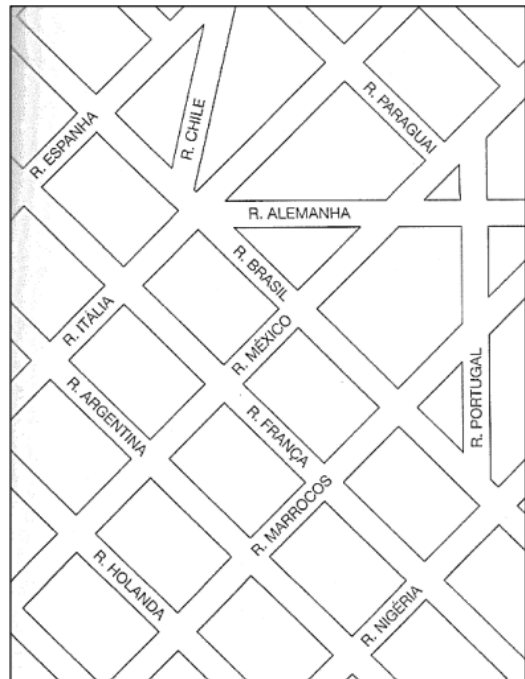 R. PARAGUAI
R. CHILE
R. ESPANHA
R. ALEMANHA
R. BRASIL
R. ITÁLIA
R. MÉXICO
R. PORTUGAL
R. ARGENTINA
R. FRANÇA
R. MARROCOS
R. HOLANDA
R. NIGÉRIA